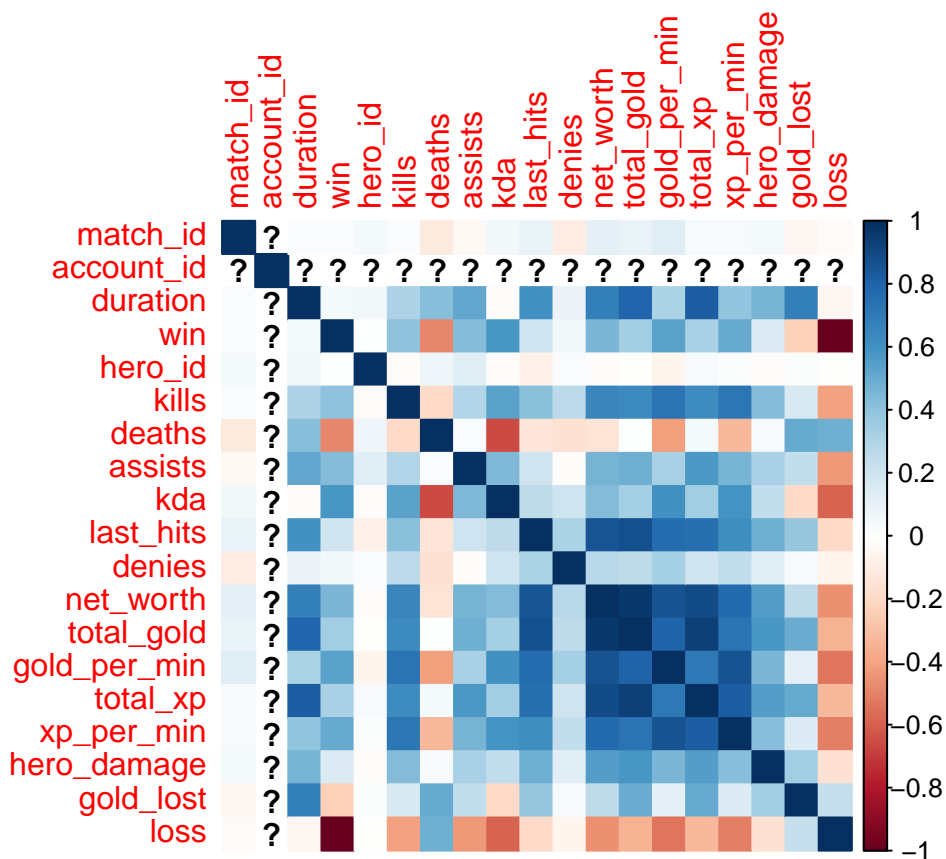 match_id
account_id
duration
win
hero_id
kills
deaths
assists
kda
last_hits
denies
net_worth
total_gold
gold_per_min
total_xp
xp_per_min
hero_damage
gold_lost
loss
match_id ?
account_id ? ? ? ? ? ? ? ? ? ? ? ? ? ? ? ? ? ?
duration ?
win ?
hero_id ?
kills ?
deaths ?
assists ?
kda ?
last_hits ?
denies ?
net_worth ?
total_gold ?
gold_per_min ?
total_xp ?
xp_per_min ?
hero_damage ?
gold_lost ?
loss ?
1
0.8
0.6
0.4
0.2
0
−0.2
−0.4
−0.6
−0.8
−1